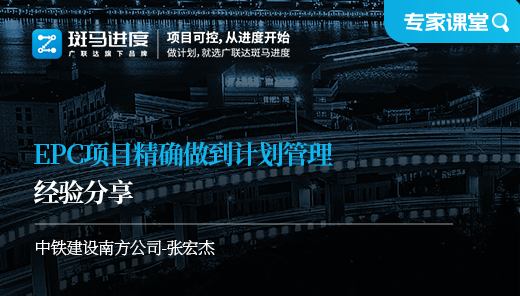 专家课堂
斑马进度
广联达旗下品牌
项目可控，从进度开始
做计划，就选广联达斑马进度
EPC项目精确做到计划管理
经验分享
中铁建设南方公司-张宏杰